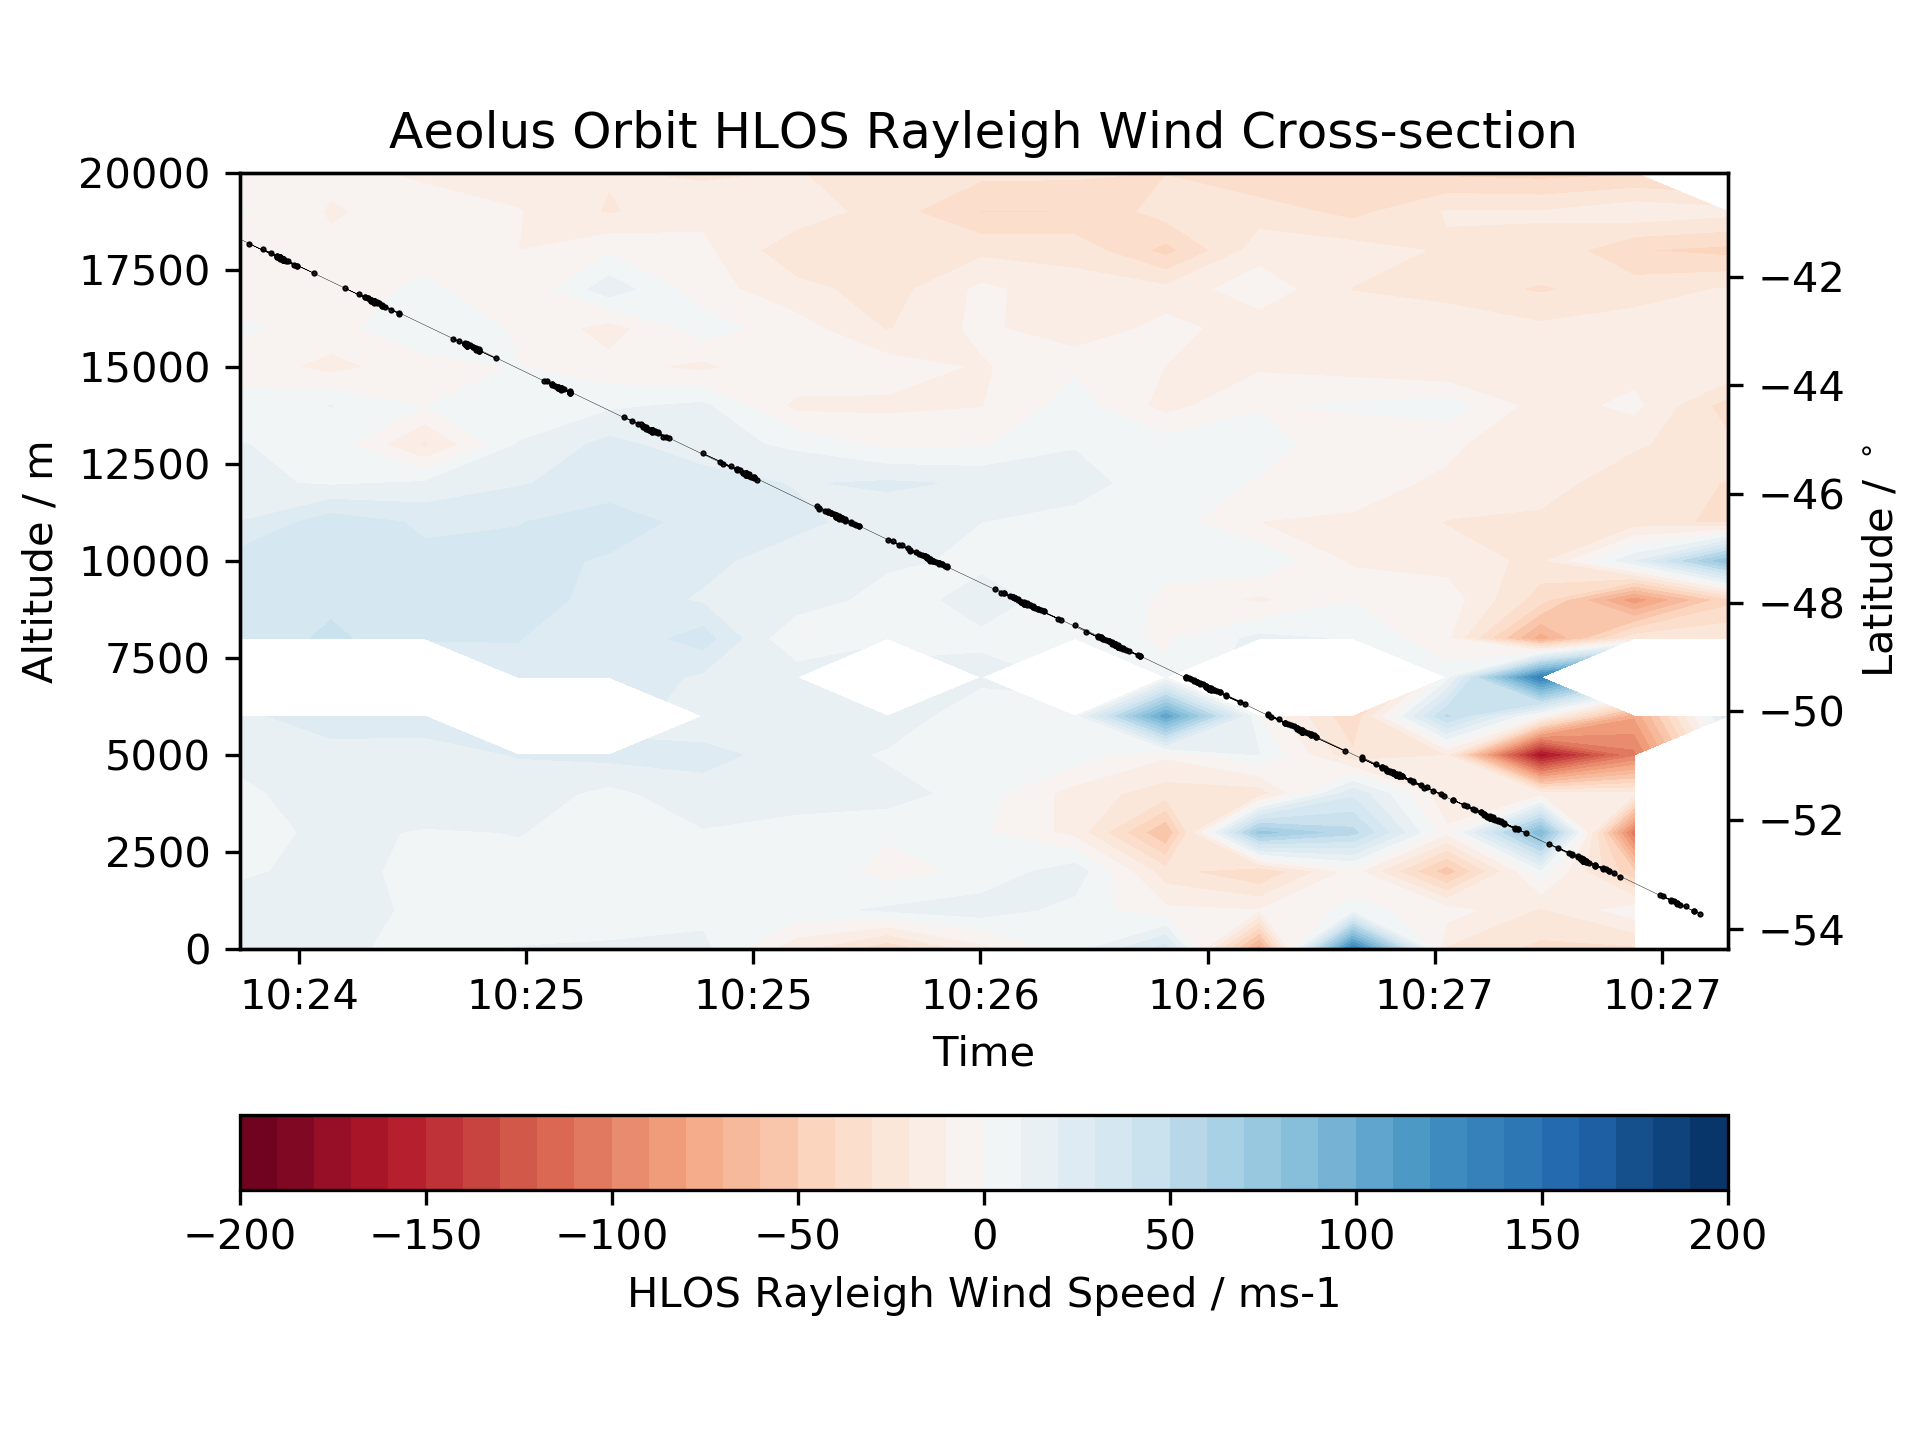 Aeolus Orbit HLOS Rayleigh Wind Cross-section
20000
17500
15000
12500
10000
7500
5000
2500
0
Altitude / m
−42
−44
−46
−48
−50
−52
−54
Latitude / °
10:24 10:25 10:25 10:26 10:26 10:27 10:27
Time
−200 −150 −100 −50 0 50 100 150 200
HLOS Rayleigh Wind Speed / ms-1